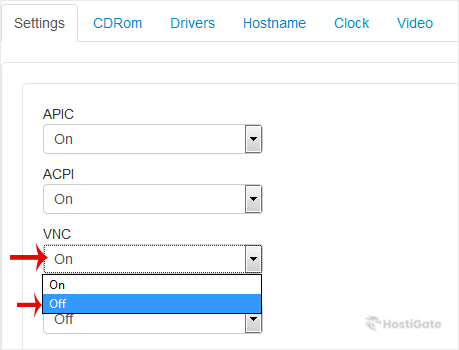 Settings CDRom Drivers Hostname Clock Video
APIC
On
ACPI
On
VNC
On
On
Off
Off
HostiGate